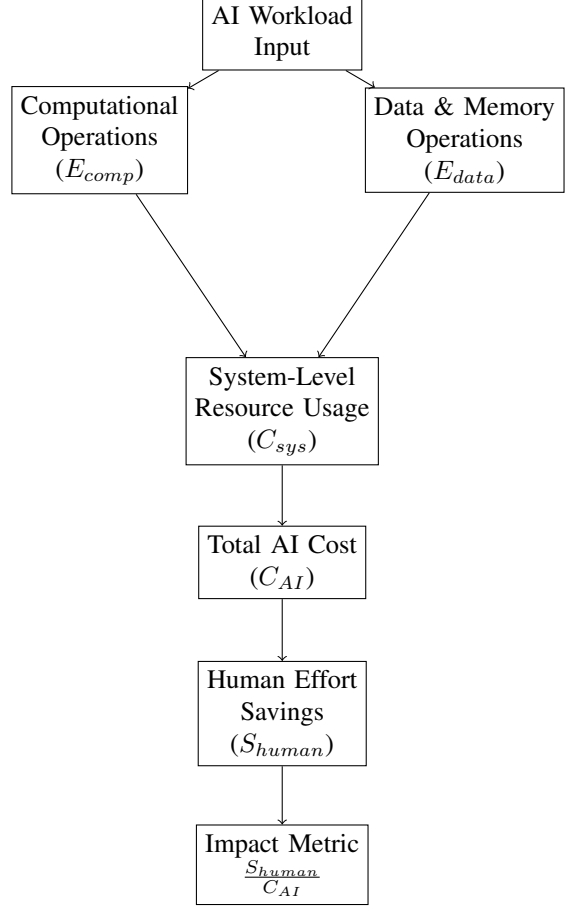 AI Workload
Input
Computational
Operations
(E_comp)
Data & Memory
Operations
(E_data)
System-Level
Resource Usage
(C_sys)
Total AI Cost
(C_AI)
Human Effort
Savings
(S_human)
Impact Metric
S_human
C_AI